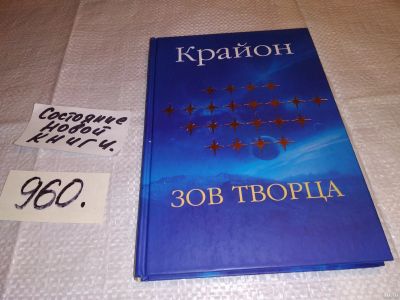 Крайон
ЗОВ ТВОРЦА
Состояние
новой
книги.
960.